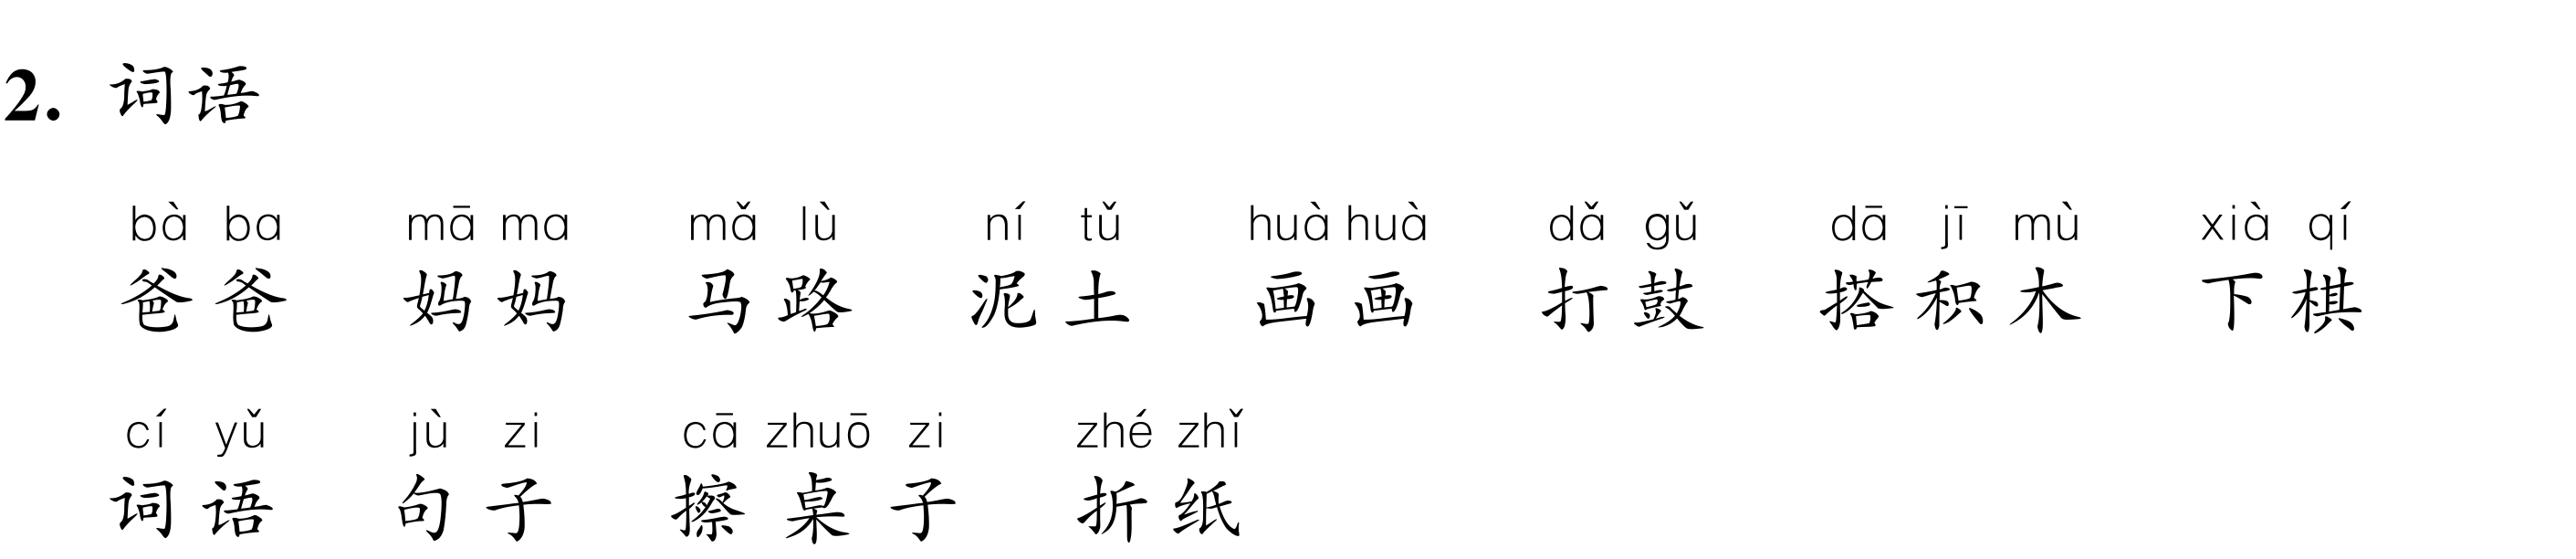 2. 词语
bà ba mā ma mǎ lù ní tǔ huà huà dǎ gǔ dā jī mù xià qí
爸爸 妈妈 马路 泥土 画画 打鼓 搭积木 下棋
cí yǔ jù zi cā zhuō zi zhé zhǐ
词语 句子 擦桌子 折纸